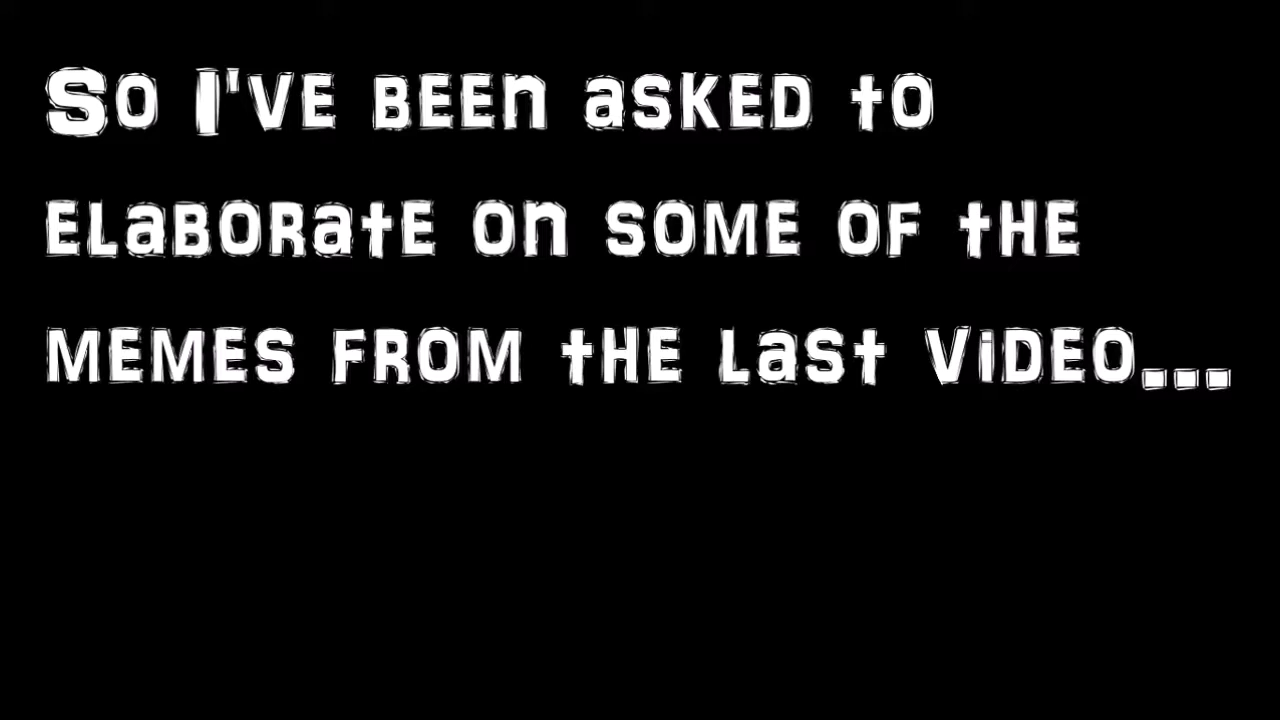 So I've been asked to
elaborate on some of the
memes from the last video...